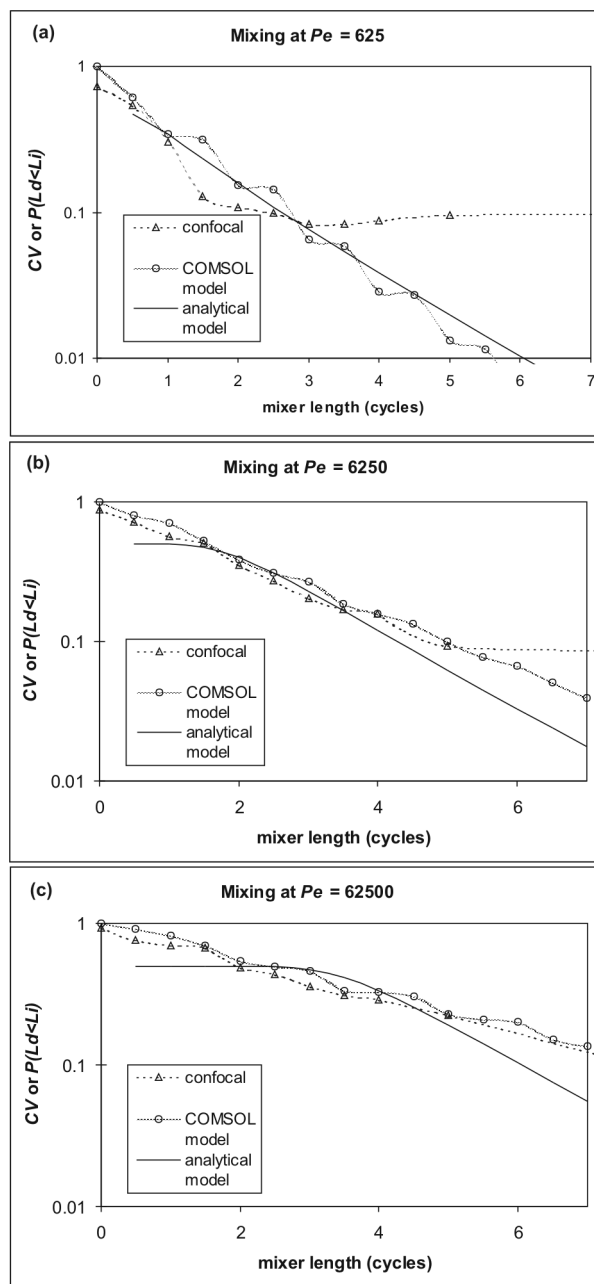 (a)
Mixing at Pe = 625
CV or P(Ld<Li)
1
0.1
0.01
confocal
COMSOL
model
analytical
model
0 1 2 3 4 5 6 7
mixer length (cycles)
(b)
Mixing at Pe = 6250
CV or P(Ld<Li)
1
0.1
0.01
confocal
COMSOL
model
analytical
model
0 2 4 6
mixer length (cycles)
(c)
Mixing at Pe = 62500
CV or P(Ld<Li)
1
0.1
0.01
confocal
COMSOL
model
analytical
model
0 2 4 6
mixer length (cycles)